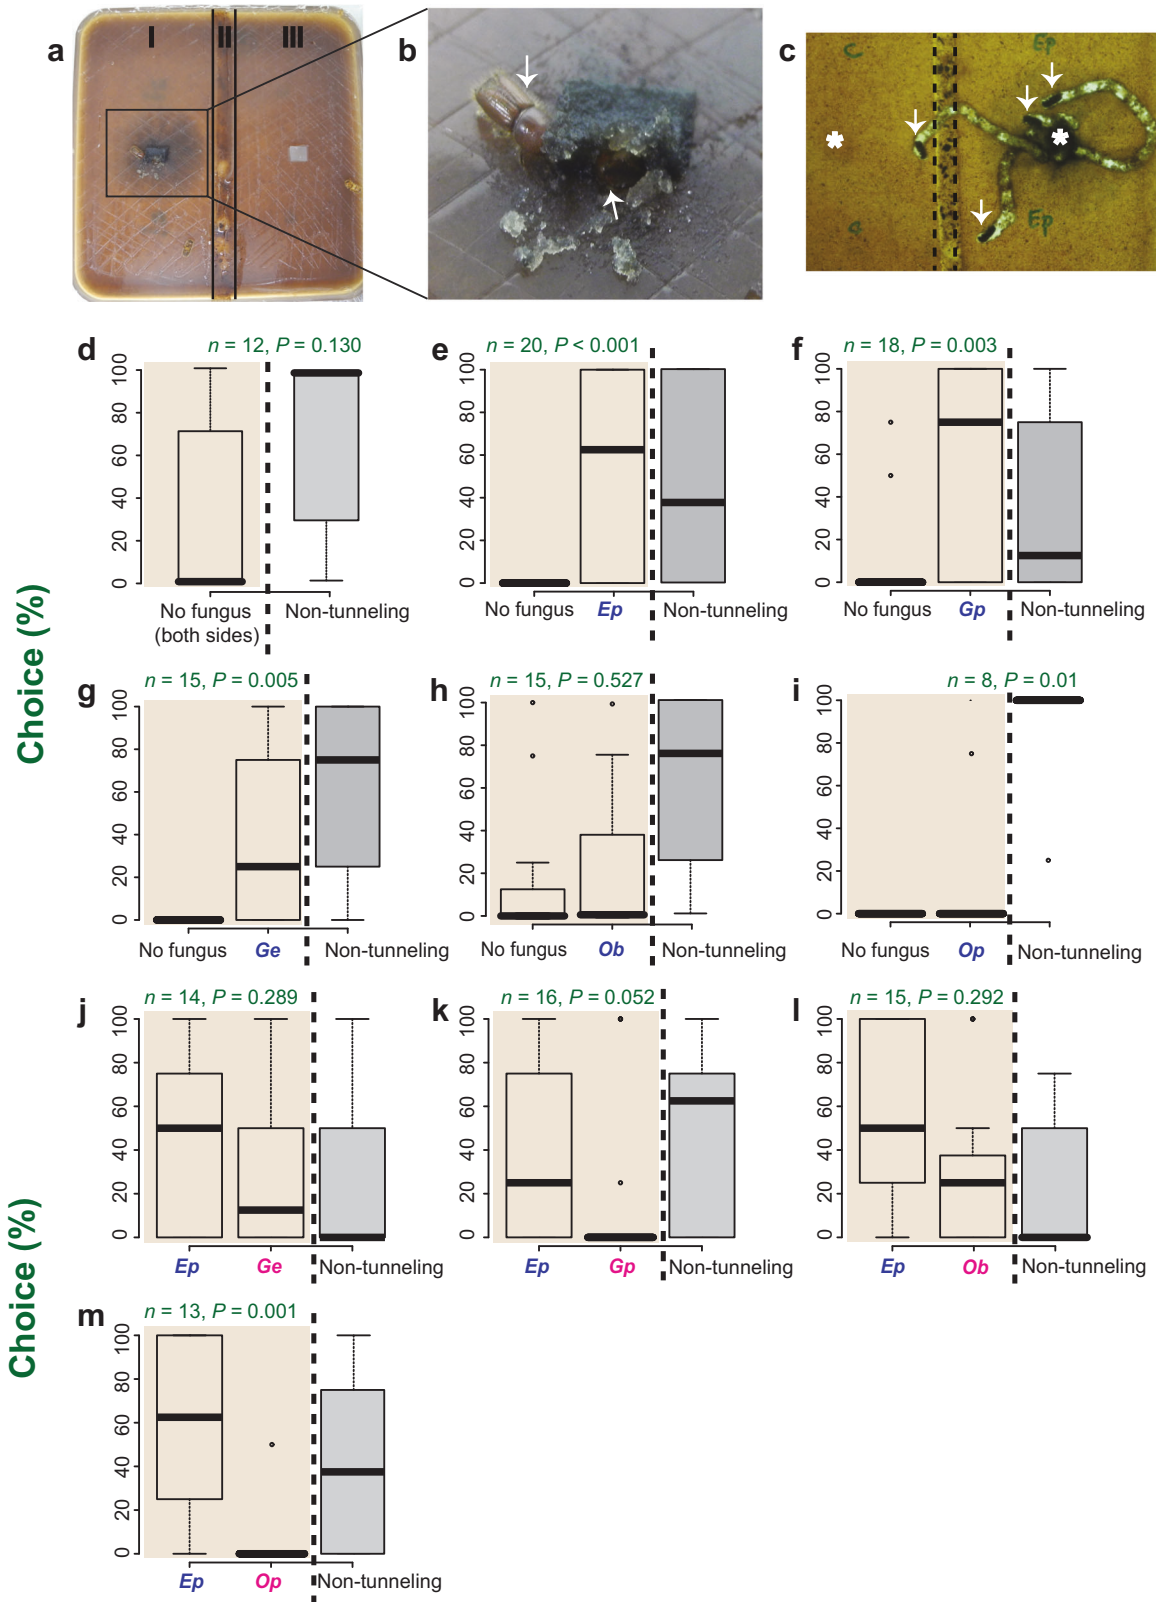 a
I II III
b
c
C
Ep
Ep
d
n = 12, P = 0.130
0 20 40 60 80 100
No fungus
(both sides)
Non-tunneling
e
n = 20, P < 0.001
0 20 40 60 80 100
No fungus
Ep
Non-tunneling
f
n = 18, P = 0.003
0 20 40 60 80 100
No fungus
Gp
Non-tunneling
Choice (%)
g
n = 15, P = 0.005
0 20 40 60 80 100
No fungus
Ge
Non-tunneling
h
n = 15, P = 0.527
0 20 40 60 80 100
No fungus
Ob
Non-tunneling
i
n = 8, P = 0.01
0 20 40 60 80 100
No fungus
Op
Non-tunneling
j
n = 14, P = 0.289
0 20 40 60 80 100
Ep
Ge
Non-tunneling
k
n = 16, P = 0.052
0 20 40 60 80 100
Ep
Gp
Non-tunneling
l
n = 15, P = 0.292
0 20 40 60 80 100
Ep
Ob
Non-tunneling
Choice (%)
m
n = 13, P = 0.001
0 20 40 60 80 100
Ep
Op
Non-tunneling